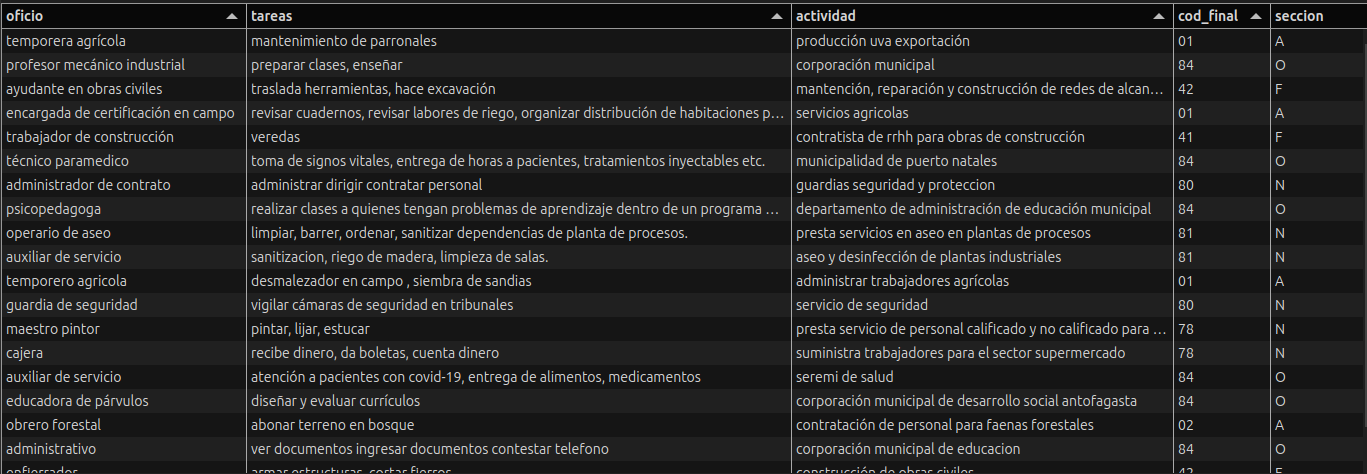 oficio tareas actividad cod_final seccion
temporera agrícola mantenimiento de parronales producción uva exportación 01 A
profesor mecánico industrial preparar clases, enseñar corporación municipal 84 O
ayudante en obras civiles traslada herramientas, hace excavación mantención, reparación y construcción de redes de alcan... 42 F
encargada de certificación en campo revisar cuadernos, revisar labores de riego, organizar distribución de habitaciones p... servicios agricolas 01 A
trabajador de construcción veredas contratista de rrhh para obras de construcción 41 F
técnico paramedico toma de signos vitales, entrega de horas a pacientes, tratamientos inyectables etc. municipalidad de puerto natales 84 O
administrador de contrato administrar dirigir contratar personal guardias seguridad y proteccion 80 N
psicopedagoga realizar clases a quienes tengan problemas de aprendizaje dentro de un programa ... departamento de administración de educación municipal 84 O
operario de aseo limpiar, barrer, ordenar, sanitizar dependencias de planta de procesos. presta servicios en aseo en plantas de procesos 81 N
auxiliar de servicio sanitizacion, riego de madera, limpieza de salas. aseo y desinfección de plantas industriales 81 N
temporero agricola desmalezador en campo , siembra de sandias administrar trabajadores agrícolas 01 A
guardia de seguridad vigilar cámaras de seguridad en tribunales servicio de seguridad 80 N
maestro pintor pintar, lijar, estucar presta servicio de personal calificado y no calificado para ... 78 N
cajera recibe dinero, da boletas, cuenta dinero suministra trabajadores para el sector supermercado 78 N
auxiliar de servicio atención a pacientes con covid-19, entrega de alimentos, medicamentos seremi de salud 84 O
educadora de párvulos diseñar y evaluar currículos corporación municipal de desarrollo social antofagasta 84 O
obrero forestal abonar terreno en bosque contratación de personal para faenas forestales 02 A
administrativo ver documentos ingresar documentos contestar telefono corporación municipal de educacion 84 O
enfierrador armar estructuras, cortar fierros construcción de obras civiles 42 F